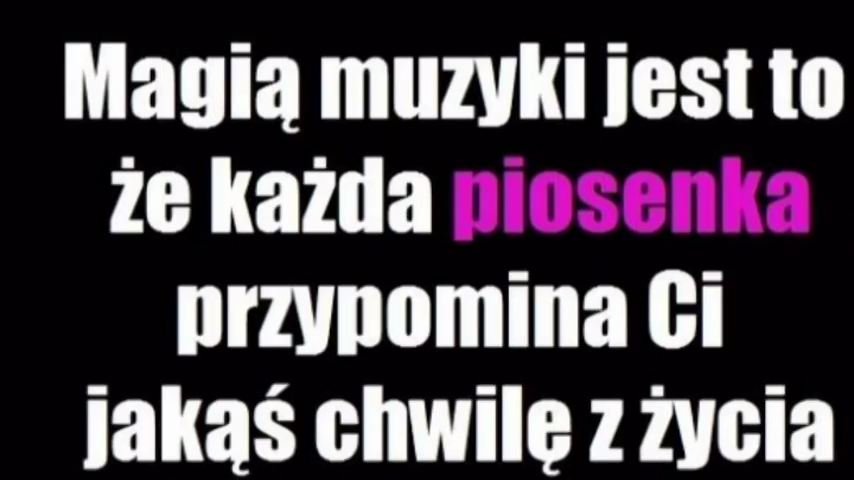 Magią muzyki jest to
że każda piosenka
przypomina Ci
jakąś chwilę z życia